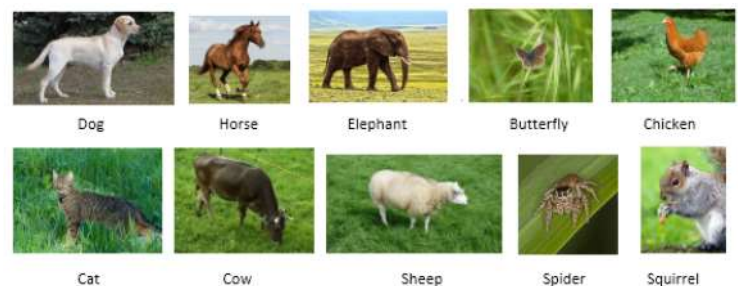 Dog Horse Elephant Butterfly Chicken
Cat Cow Sheep Spider Squirrel